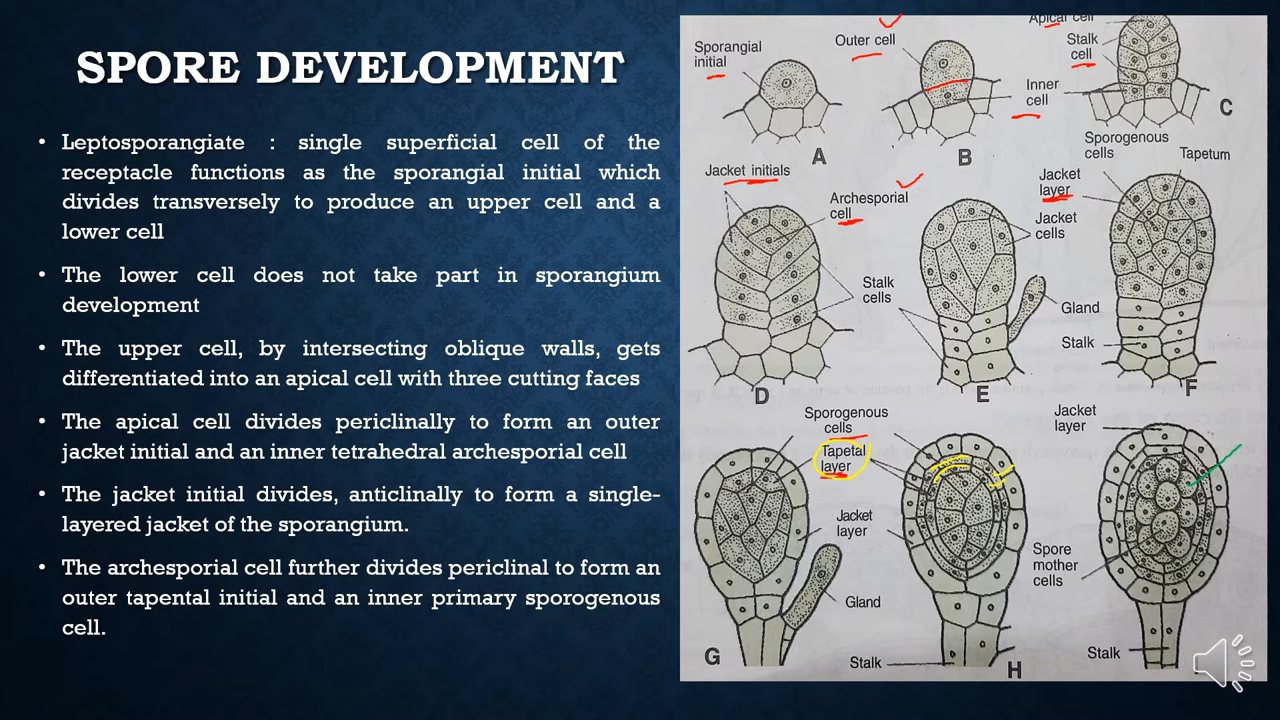 SPORE DEVELOPMENT
• Leptosporangiate : single superficial cell of the
receptacle functions as the sporangial initial which
divides transversely to produce an upper cell and a
lower cell
• The lower cell does not take part in sporangium
development
• The upper cell, by intersecting oblique walls, gets
differentiated into an apical cell with three cutting faces
• The apical cell divides periclinally to form an outer
jacket initial and an inner tetrahedral archesporial cell
• The jacket initial divides, anticlinally to form a single-
layered jacket of the sporangium.
• The archesporial cell further divides periclinal to form an
outer tapental initial and an inner primary sporogenous
cell.
Sporangial
initial
A
Outer cell
Inner
cell
B
Apical cell
Stalk
cell
C
Jacket initials
Archesporial
cell
Stalk
cells
D
Jacket
cells
Gland
E
Sporogenous
cells
Tapetum
Jacket
layer
Stalk
F
Sporogenous
cells
Tapetal
layer
Jacket
layer
Gland
G
Stalk
H
Jacket
layer
Spore
mother
cells
Stalk